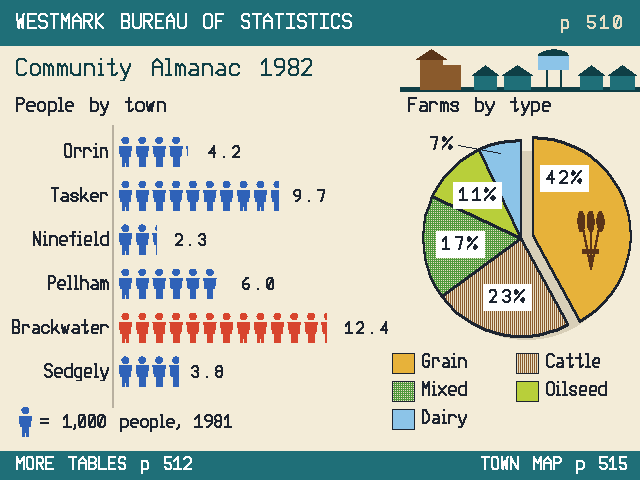 WESTMARK BUREAU OF STATISTICS p 510
Community Almanac 1982
People by town
Orrin 4.2
Tasker 9.7
Ninefield 2.3
Pellham 6.0
Brackwater 12.4
Sedgely 3.8
= 1,000 people, 1981
Farms by type
7%
42%
11%
17%
23%
Grain
Cattle
Mixed
Oilseed
Dairy
MORE TABLES p 512
TOWN MAP p 515